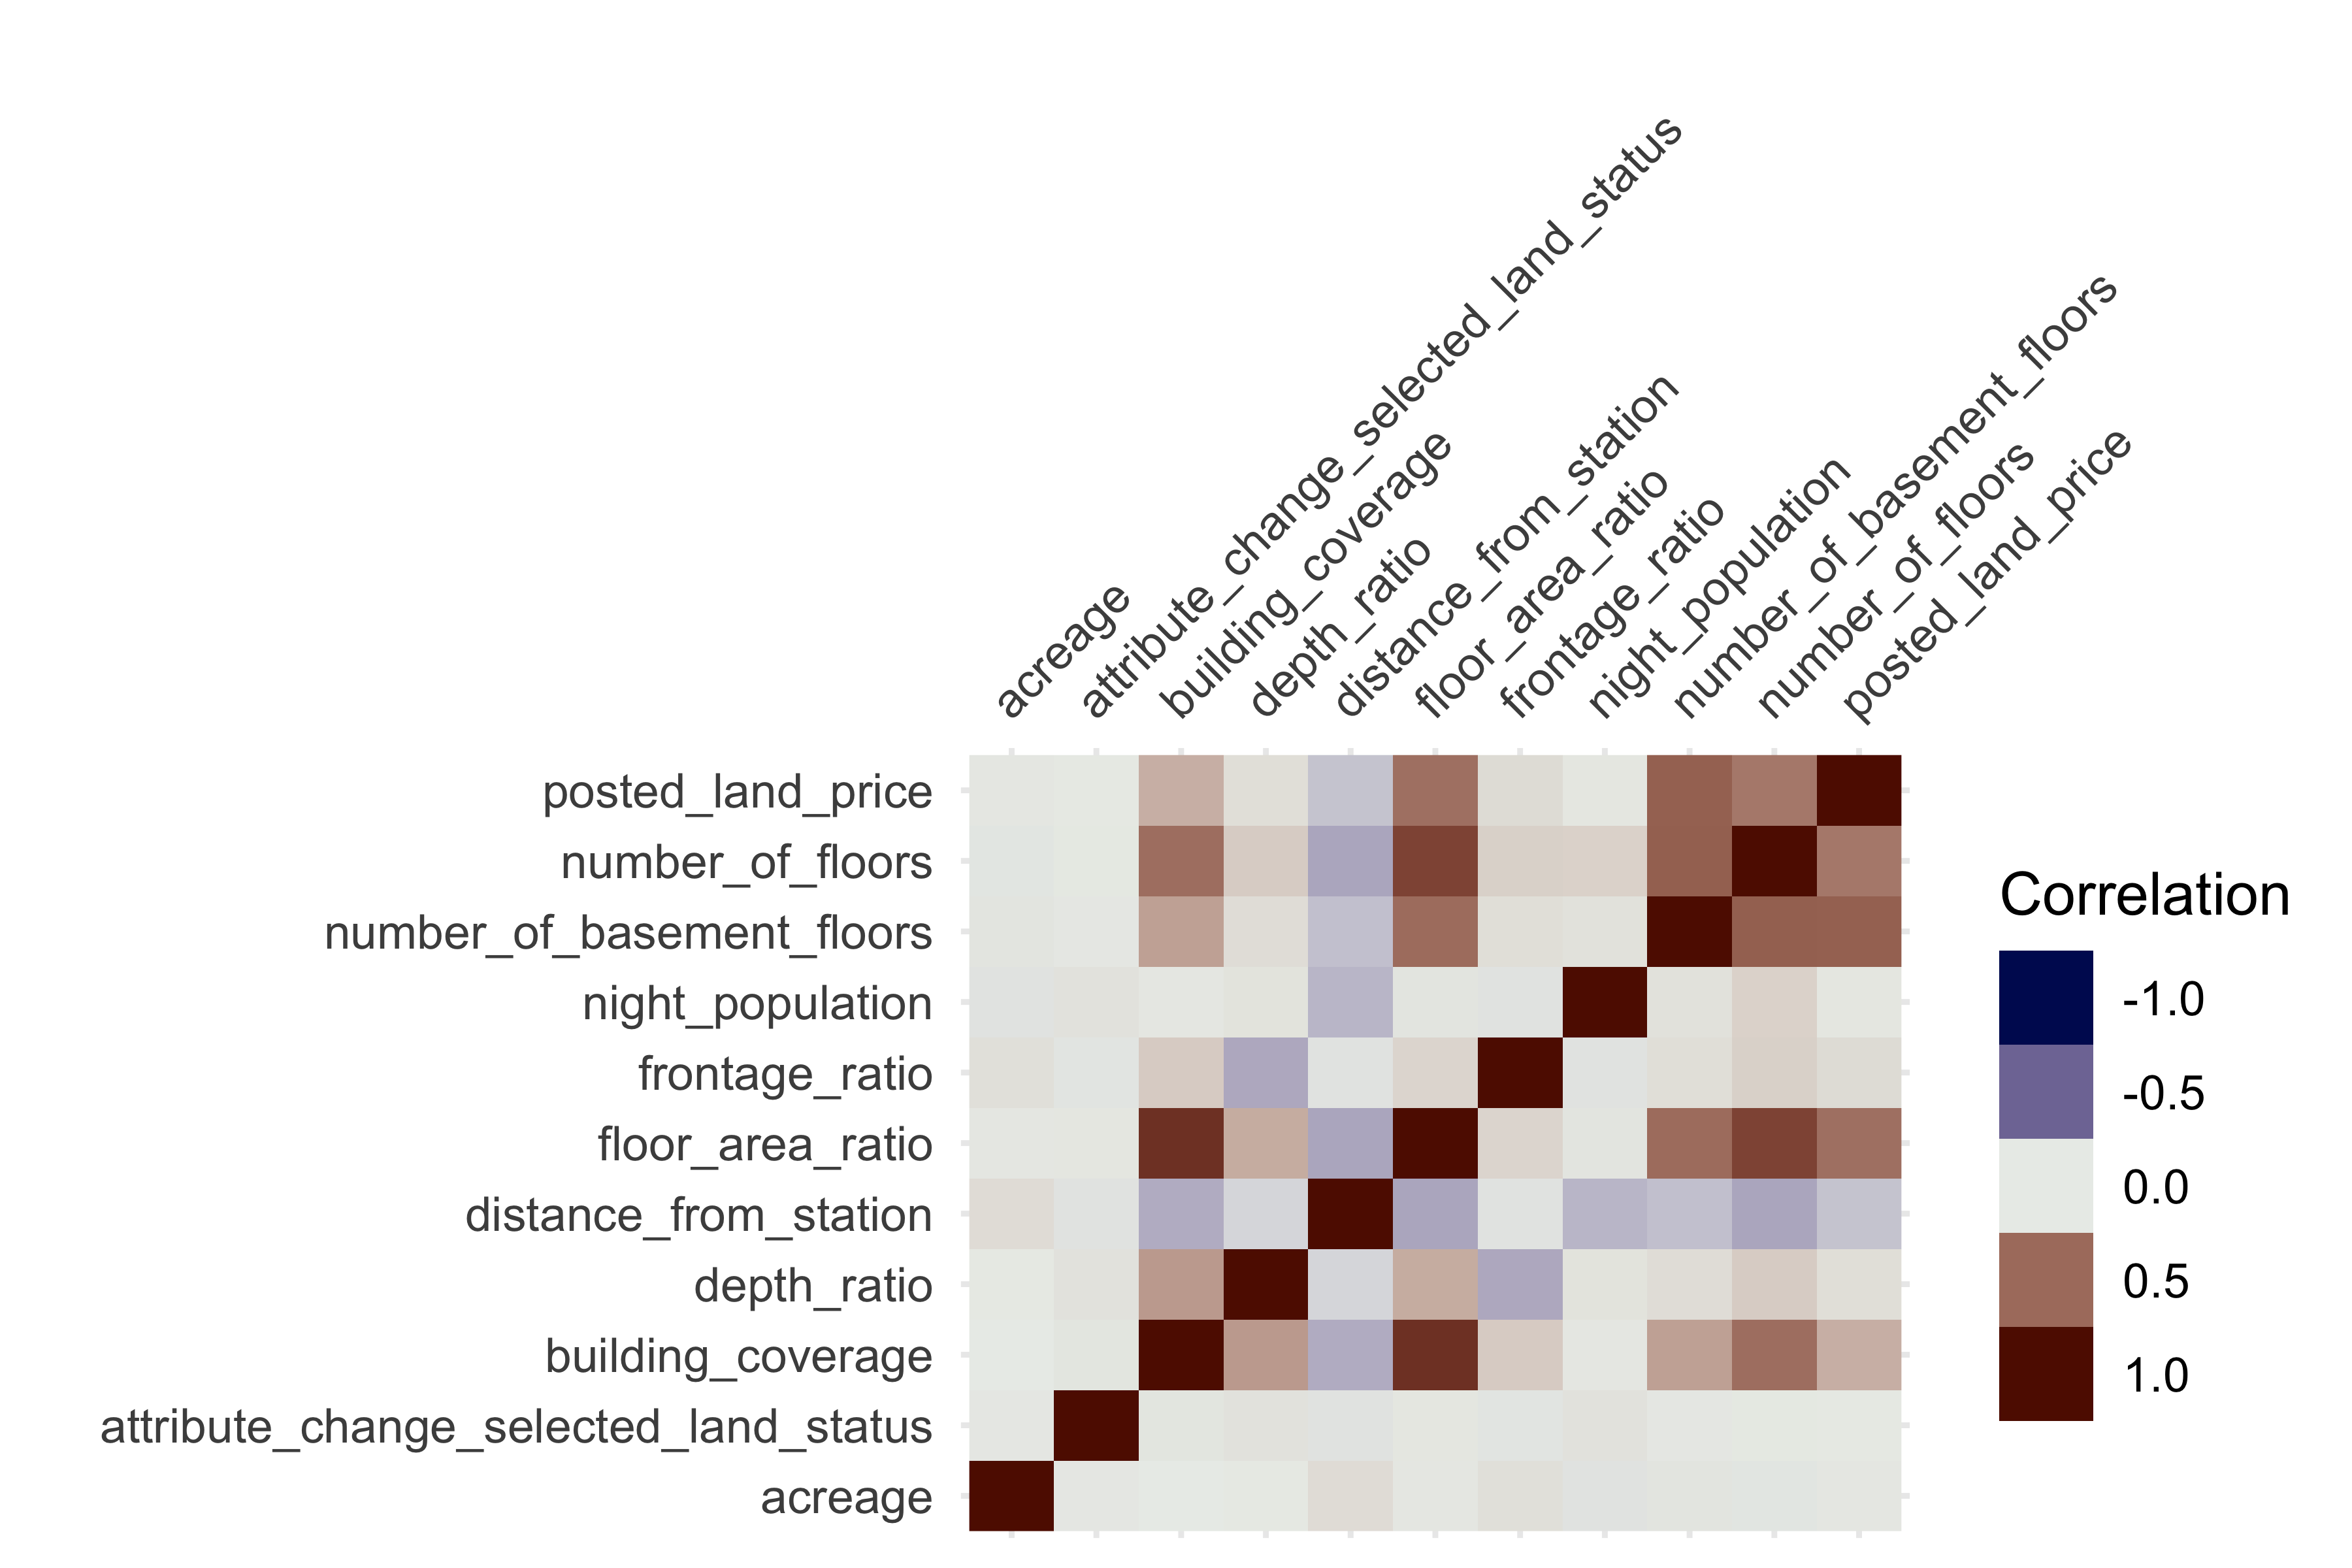 acreage
attribute_change_selected_land_status
building_coverage
depth_ratio
distance_from_station
floor_area_ratio
frontage_ratio
night_population
number_of_basement_floors
number_of_floors
posted_land_price
posted_land_price
number_of_floors
number_of_basement_floors
night_population
frontage_ratio
floor_area_ratio
distance_from_station
depth_ratio
building_coverage
attribute_change_selected_land_status
acreage
Correlation
-1.0
-0.5
0.0
0.5
1.0